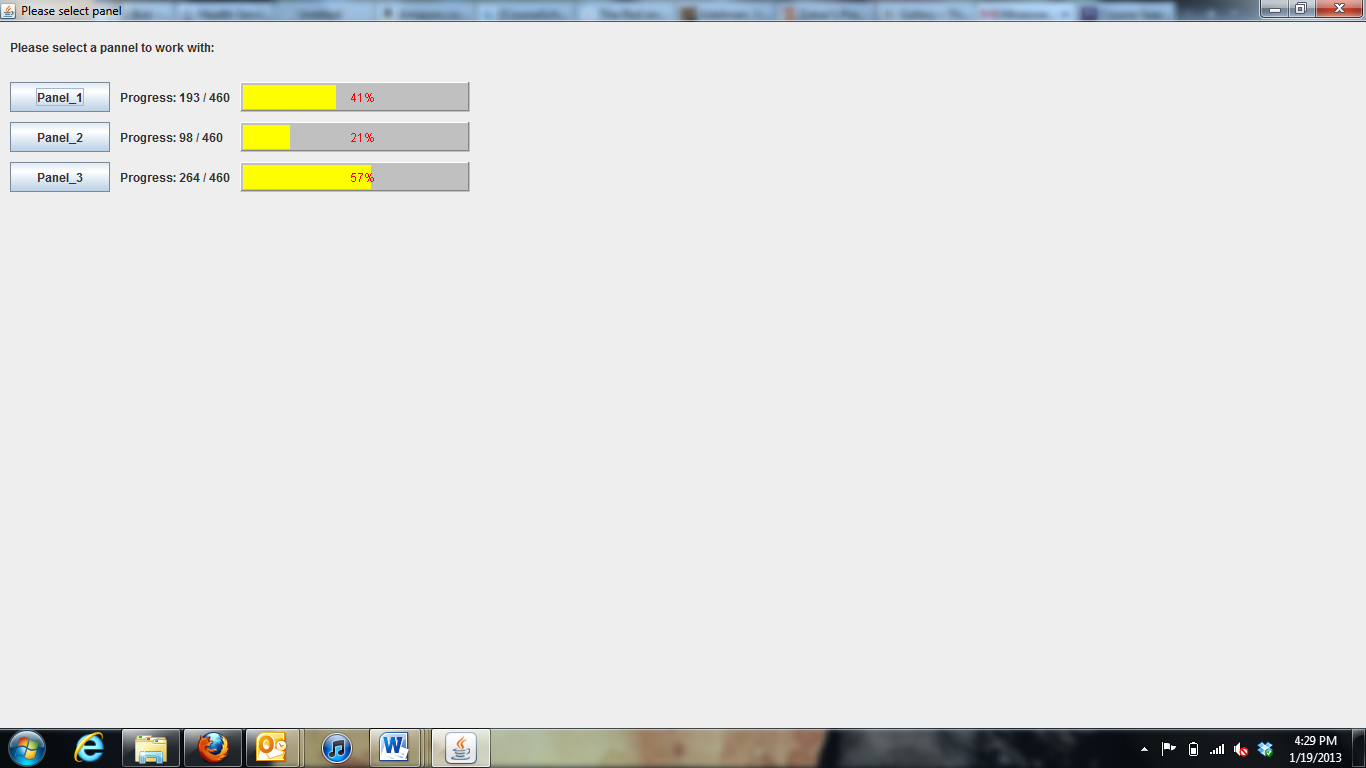 Please select panel
Please select a pannel to work with:
Panel_1 Progress: 193 / 460 41%
Panel_2 Progress: 98 / 460 21%
Panel_3 Progress: 264 / 460 57%
4:29 PM
1/19/2013